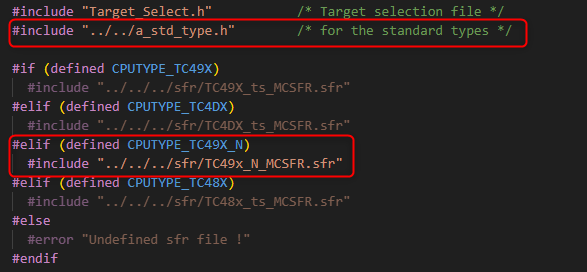 #include "Target_Select.h" /* Target selection file */
#include "../../a_std_type.h" /* for the standard types */
#if (defined CPUTYPE_TC49X)
#include "../../../sfr/TC49X_ts_MCSFR.sfr"
#elif (defined CPUTYPE_TC4DX)
#include "../../../sfr/TC4DX_ts_MCSFR.sfr"
#elif (defined CPUTYPE_TC49X_N)
#include "../../../sfr/TC49x_N_MCSFR.sfr"
#elif (defined CPUTYPE_TC48X)
#include "../../../sfr/TC48x_ts_MCSFR.sfr"
#else
#error "Undefined sfr file !"
#endif